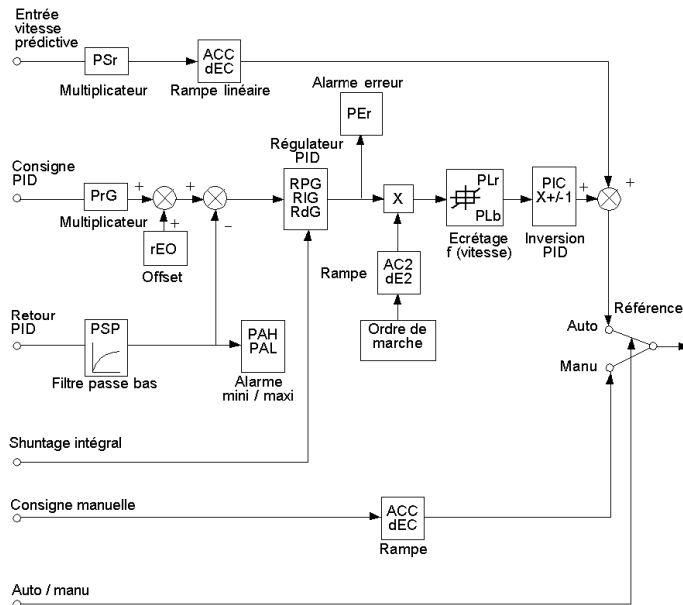 Entrée
vitesse
prédictive
PSr
Multiplicateur
ACC
dEC
Rampe linéaire
Alarme erreur
PEr
Consigne
PID
PrG
Multiplicateur
+
+
+
rEO
Offset
−
Régulateur
PID
RPG
RIG
RdG
X
Rampe
AC2
dE2
Ordre de
marche
PLr
PLb
Ecrétage
f (vitesse)
PIC
X+/-1
Inversion
PID
+
+
Retour
PID
PSP
Filtre passe bas
PAH
PAL
Alarme
mini / maxi
Référence
Auto
Manu
Shuntage intégral
Consigne manuelle
ACC
dEC
Rampe
Auto / manu